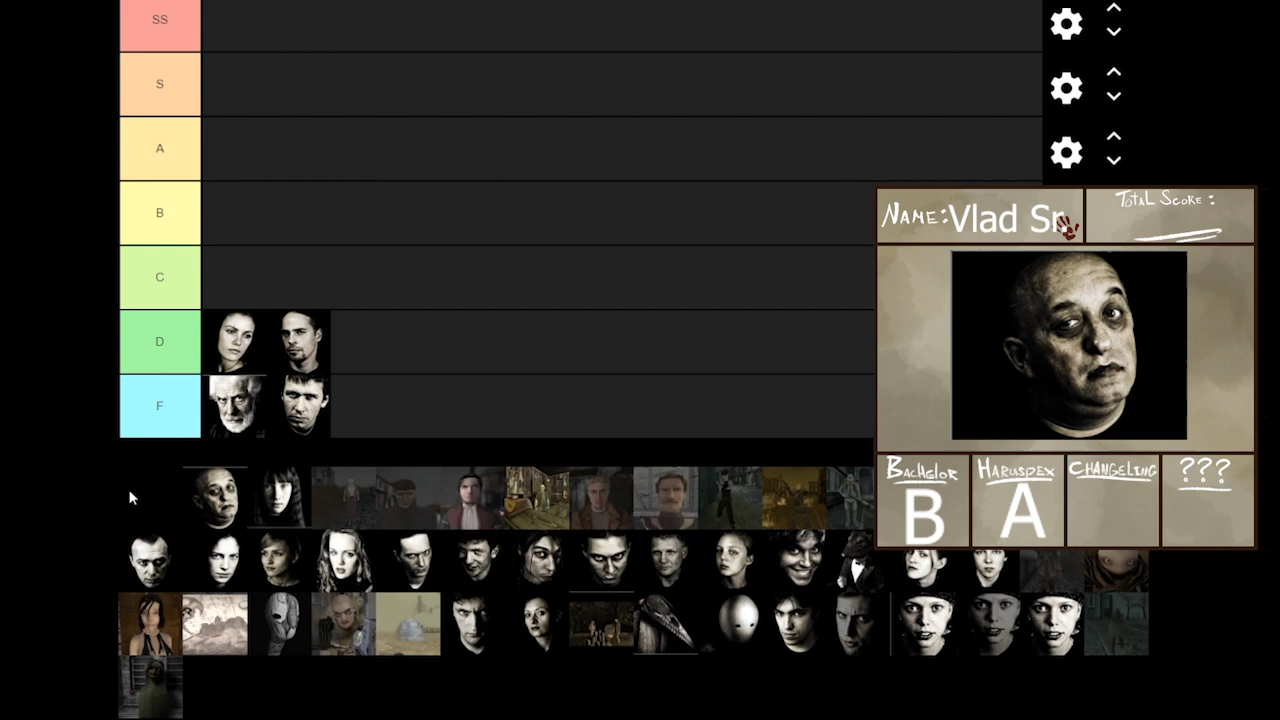 SS
S
A
B
C
D
F
NAME: Vlad Sr.
TOTAL SCORE:
BACHELOR
B
HARUSPEX
A
CHANGELING
???